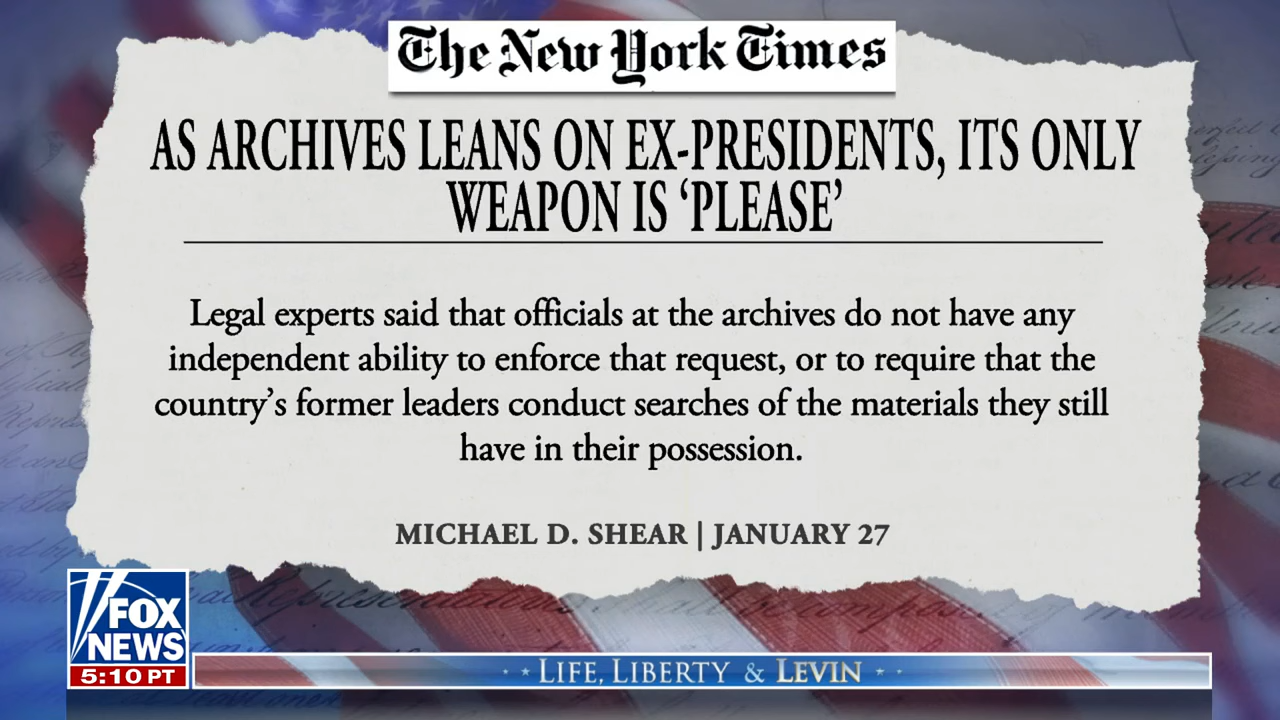 The New York Times
AS ARCHIVES LEANS ON EX-PRESIDENTS, ITS ONLY
WEAPON IS ‘PLEASE’
Legal experts said that officials at the archives do not have any
independent ability to enforce that request, or to require that the
country’s former leaders conduct searches of the materials they still
have in their possession.
MICHAEL D. SHEAR | JANUARY 27
FOX
NEWS
5:10 PT
LIFE, LIBERTY & LEVIN